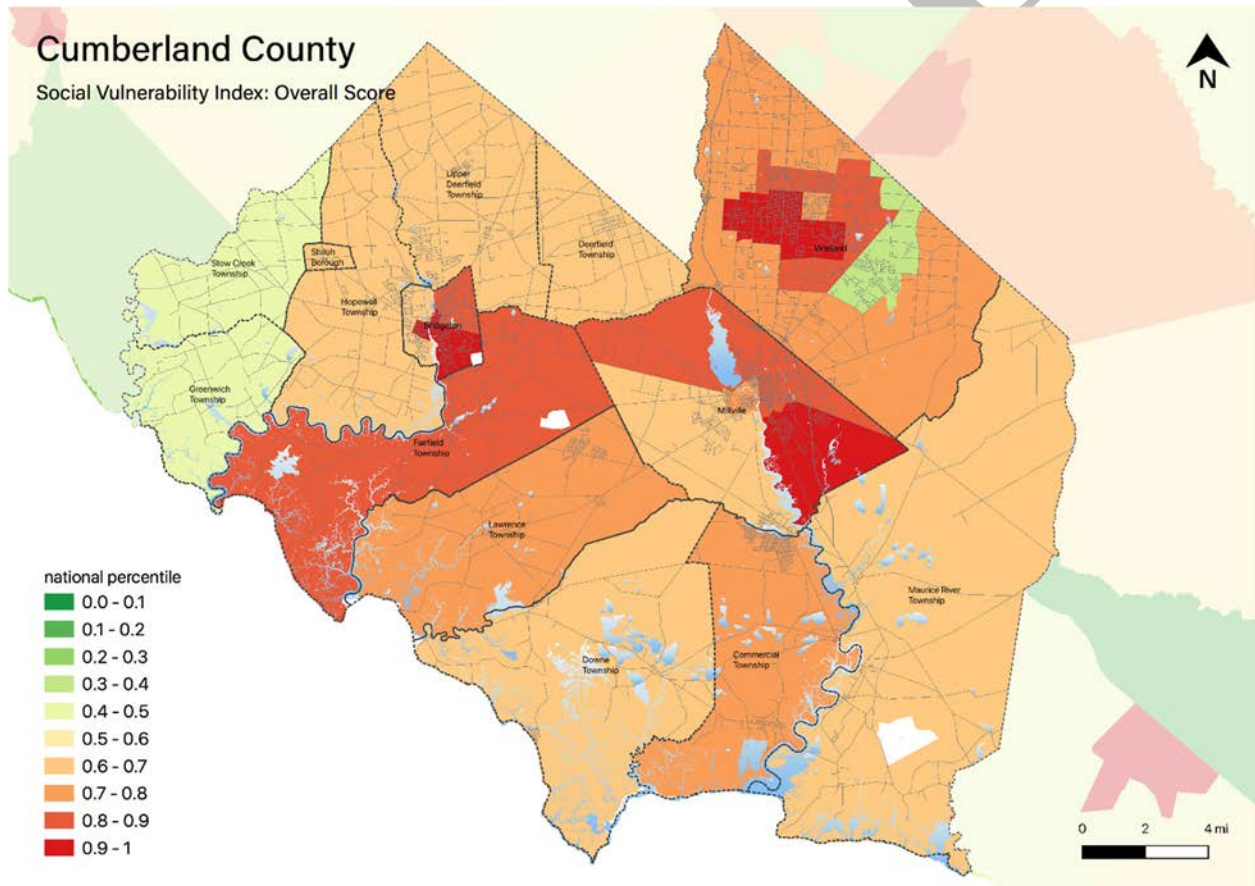 Cumberland County
Social Vulnerability Index: Overall Score
N
Upper
Deerfield
Township
Deerfield
Township
Vineland
Stow Creek
Township
Shiloh
Borough
Hopewell
Township
Bridgeton
Greenwich
Township
Millville
Fairfield
Township
Lawrence
Township
Maurice River
Township
Downe
Township
Commercial
Township
national percentile
0.0 - 0.1
0.1 - 0.2
0.2 - 0.3
0.3 - 0.4
0.4 - 0.5
0.5 - 0.6
0.6 - 0.7
0.7 - 0.8
0.8 - 0.9
0.9 - 1
0 2 4 mi